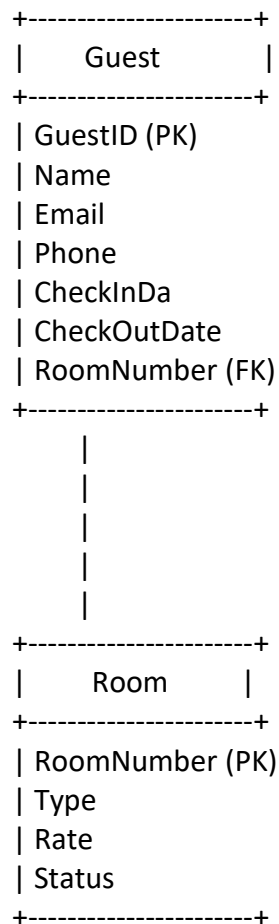 +-----------------------+
|      Guest           |
+-----------------------+
| GuestID (PK)
| Name
| Email
| Phone
| CheckInDa
| CheckOutDate
| RoomNumber (FK)
+-----------------------+
|
|
|
|
|
+-----------------------+
|       Room        |
+-----------------------+
| RoomNumber (PK)
| Type
| Rate
| Status
+-----------------------+